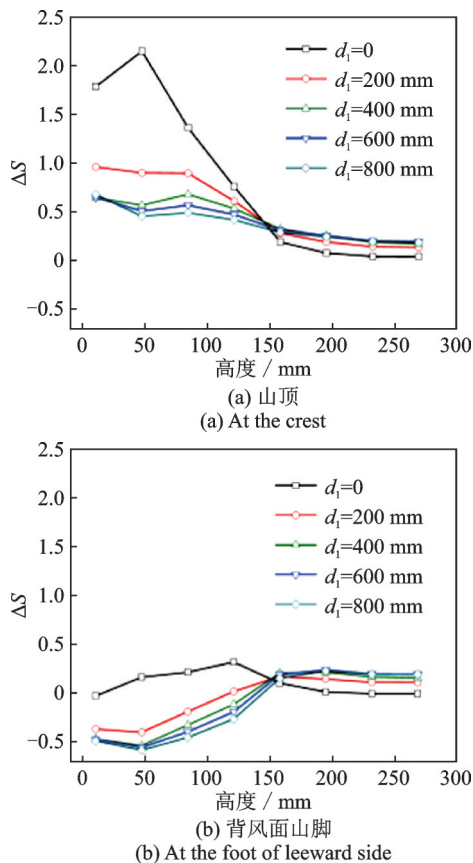 2.5
2.0
1.5
1.0
0.5
0
−0.5
ΔS
d₁=0
d₁=200 mm
d₁=400 mm
d₁=600 mm
d₁=800 mm
0 50 100 150 200 250 300
高度 / mm
(a) 山顶
(a) At the crest
2.5
2.0
1.5
1.0
0.5
0
−0.5
ΔS
d₁=0
d₁=200 mm
d₁=400 mm
d₁=600 mm
d₁=800 mm
0 50 100 150 200 250 300
高度 / mm
(b) 背风面山脚
(b) At the foot of leeward side